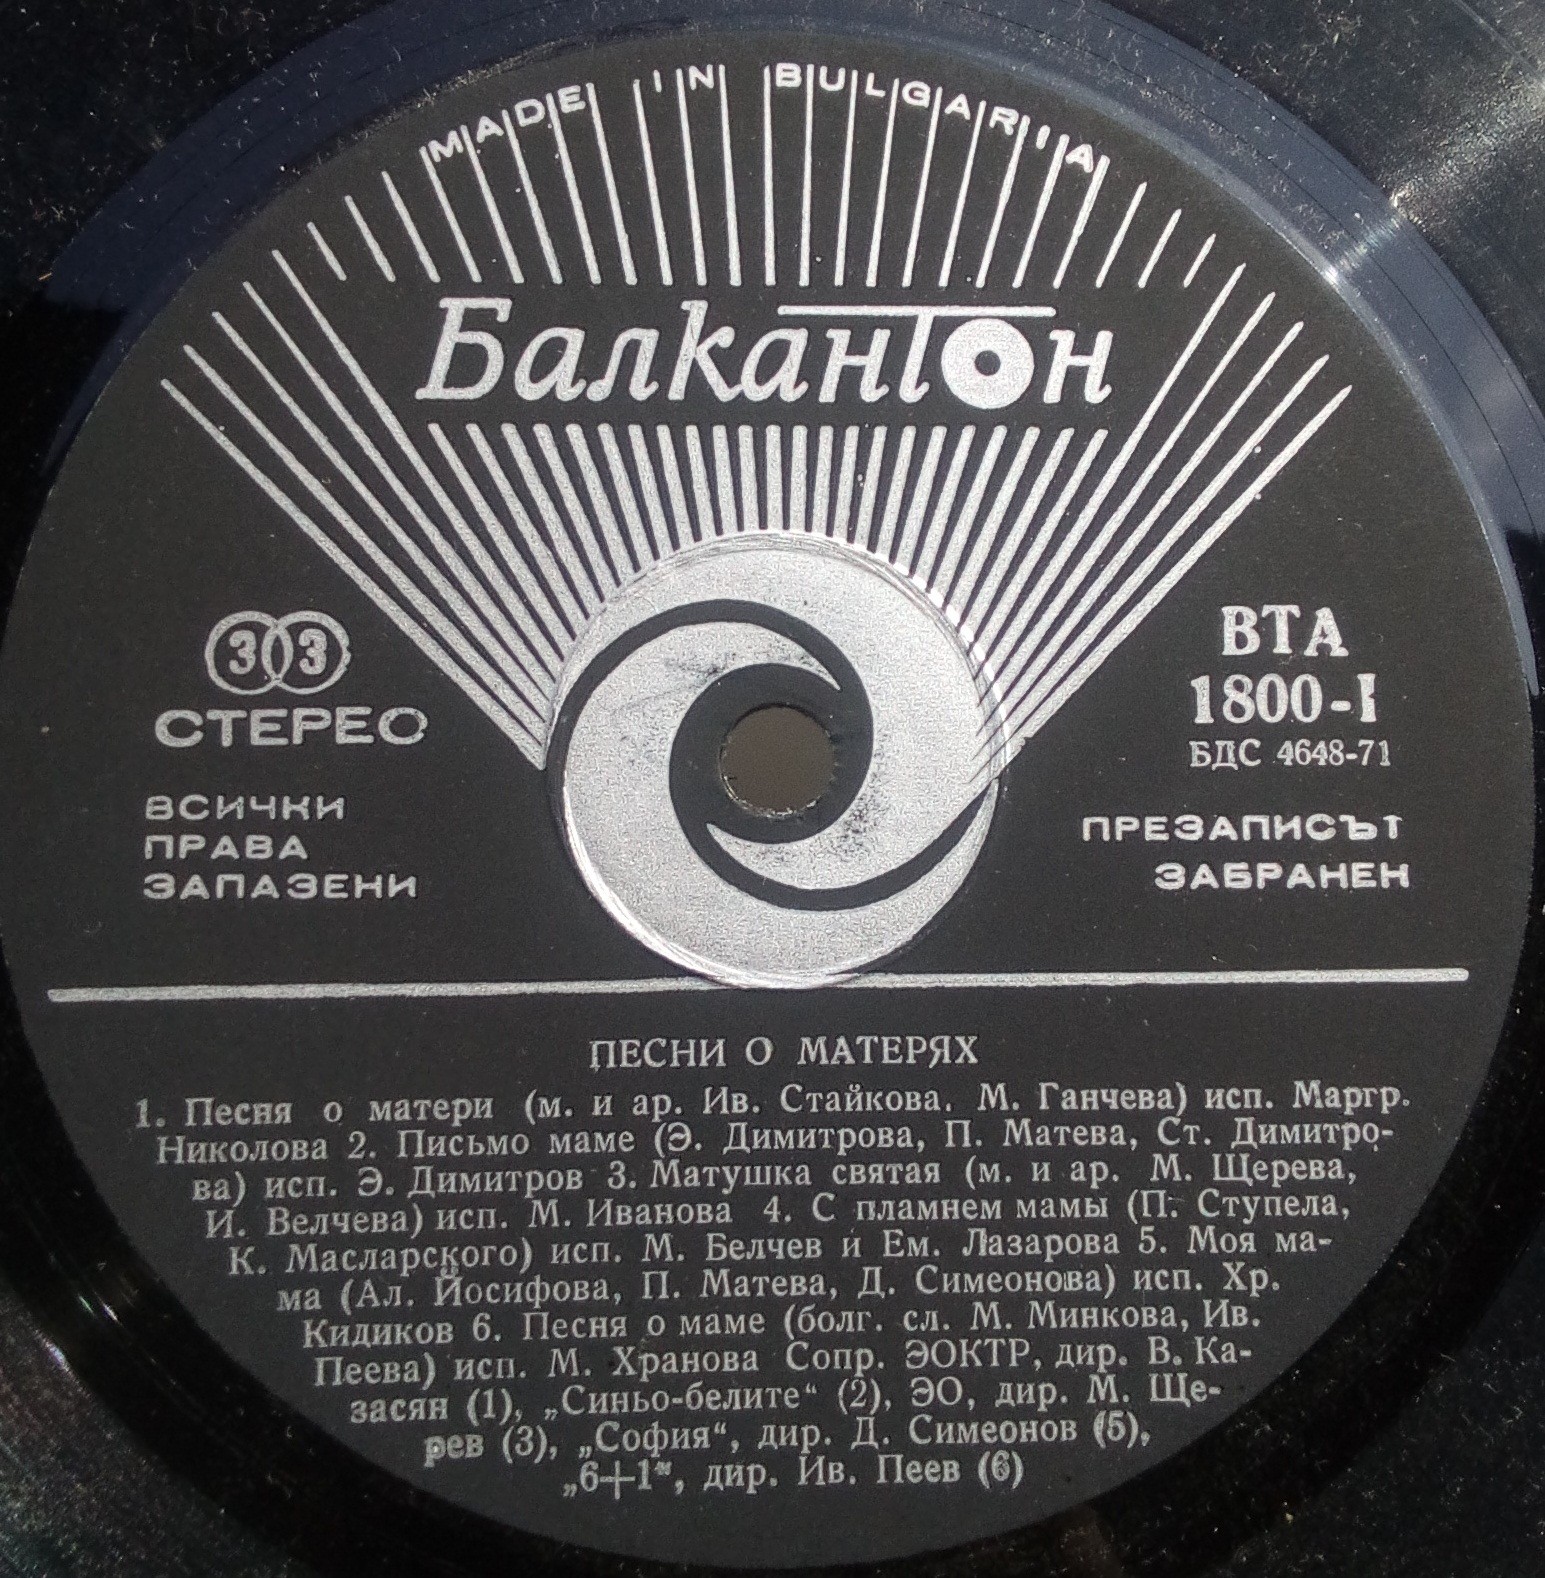 MADE IN BULGARIA
Балкантон
33
СТЕРЕО
ВСИЧКИ
ПРАВА
ЗАПАЗЕНИ
ВТА
1800-I
БДС 4648-71
ПРЕЗАПИСЪТ
ЗАБРАНЕН
ПЕСНИ О МАТЕРЯХ
1. Песня о матери (м. и ар. Ив. Стайкова, М. Ганчева) исп. Маргр.
Николова 2. Письмо маме (Э. Димитрова, П. Матева, Ст. Димитро-
ва) исп. Э. Димитров 3. Матушка святая (м. и ар. М. Щерева,
И. Велчева) исп. М. Иванова 4. С пламнем мамы (П. Ступела,
К. Масларского) исп. М. Белчев и Ем. Лазарова 5. Моя ма-
ма (Ал. Йосифова, П. Матева, Д. Симеонова) исп. Хр.
Кидиков 6. Песня о маме (болг. сл. М. Минкова, Ив.
Пеева) исп. М. Хранова Сопр. ЭОКТР, дир. В. Ка-
засян (1), „Синьо-белите“ (2), ЭО, дир. М. Ще-
рев (3), „София“, дир. Д. Симеонов (5),
„6+1“, дир. Ив. Пеев (6)